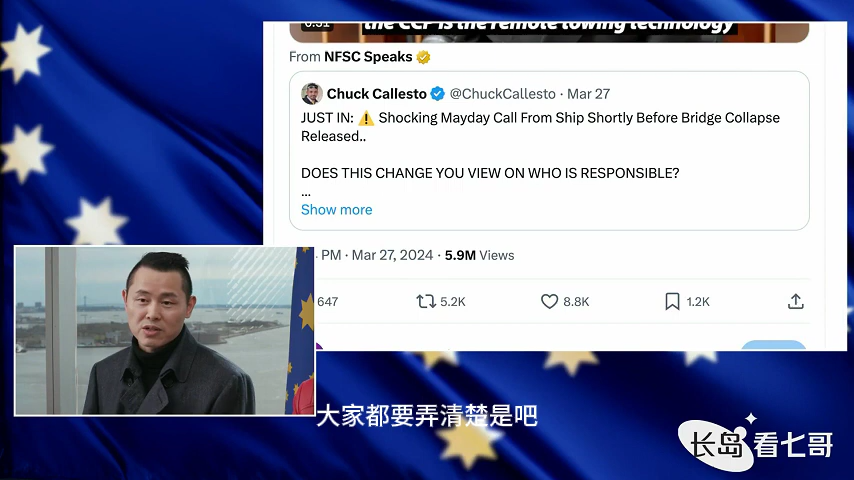 0:31
the CCP is the remote towing technology
From NFSC Speaks
Chuck Callesto @ChuckCallesto · Mar 27
JUST IN: ⚠️ Shocking Mayday Call From Ship Shortly Before Bridge Collapse
Released..
DOES THIS CHANGE YOU VIEW ON WHO IS RESPONSIBLE?
...
Show more
PM · Mar 27, 2024 · 5.9M Views
647 5.2K 8.8K 1.2K
大家都要弄清楚是吧
长岛看七哥